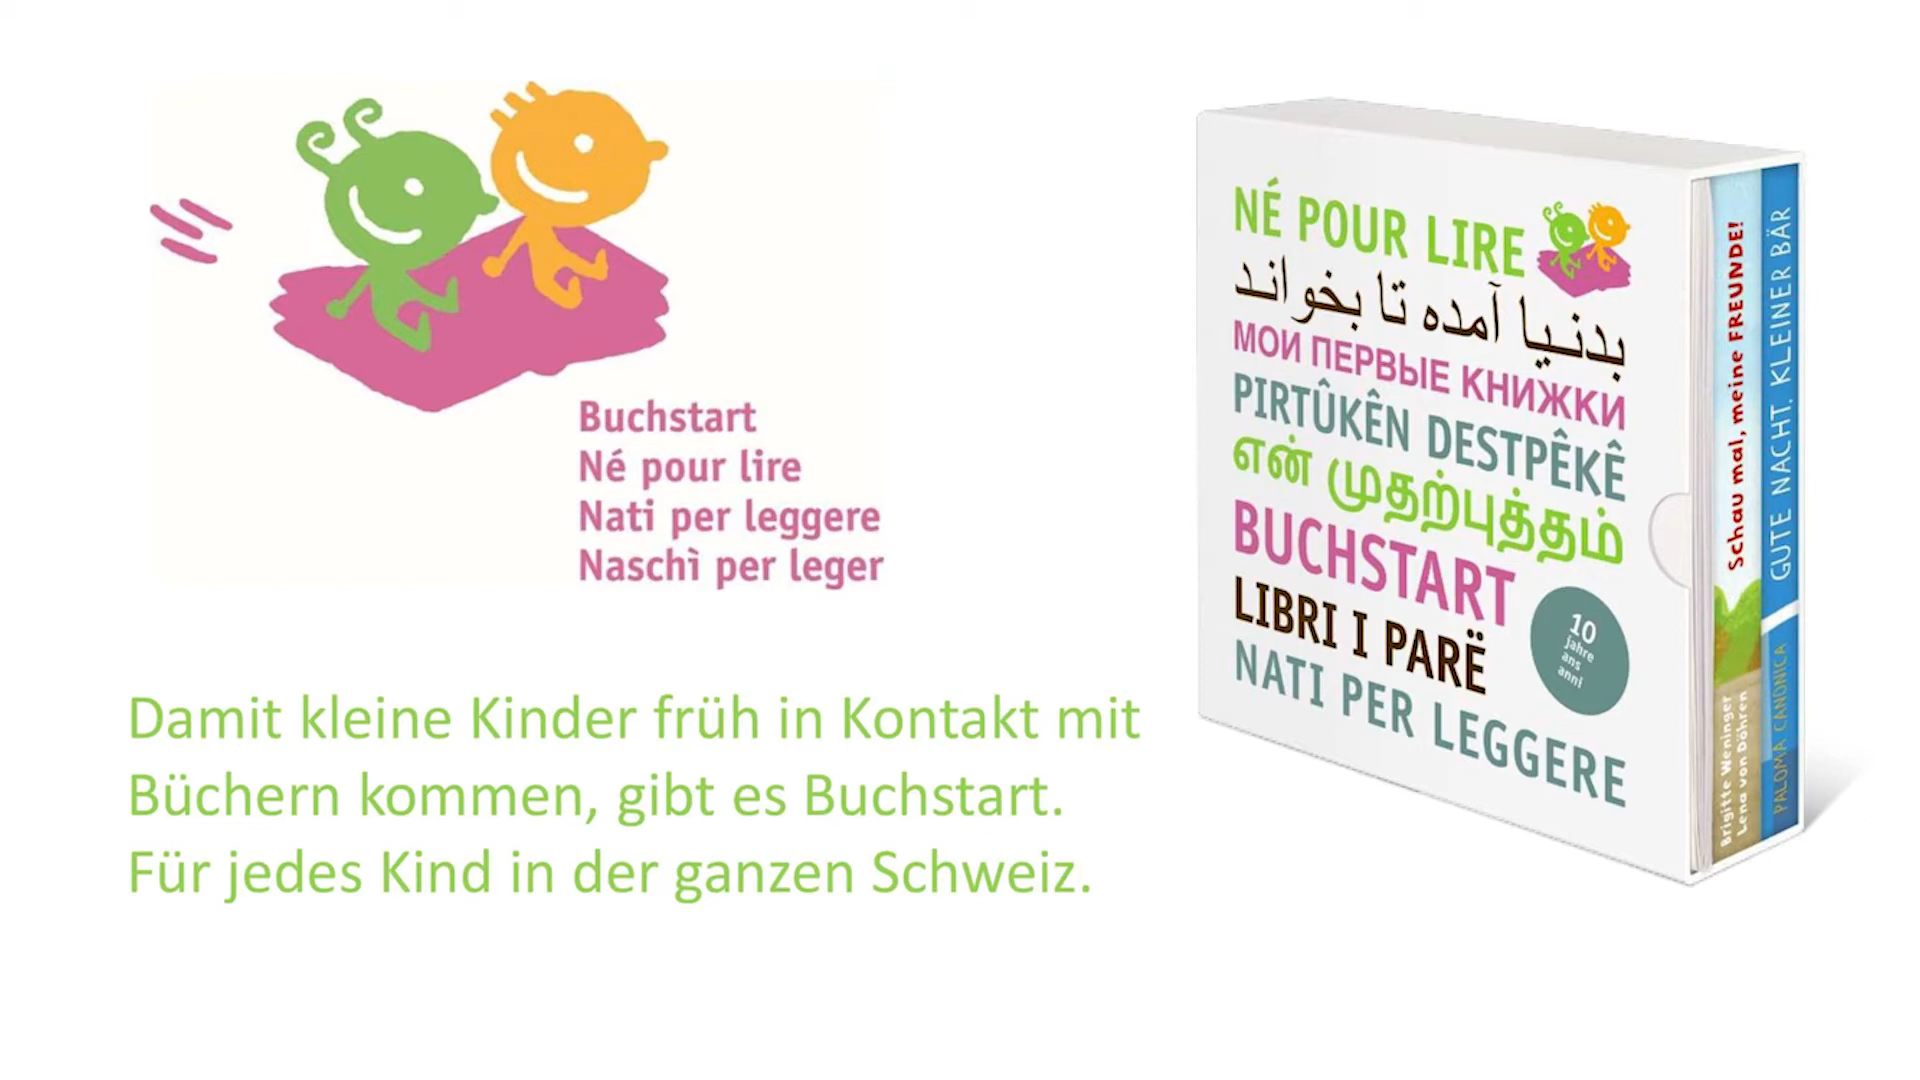 Buchstart
Né pour lire
Nati per leggere
Naschì per leger
Damit kleine Kinder früh in Kontakt mit
Büchern kommen, gibt es Buchstart.
Für jedes Kind in der ganzen Schweiz.
NÉ POUR LIRE
بدنیا آمده تا بخواند
МОИ ПЕРВЫЕ КНИЖКИ
PIRTÛKÊN DESTPÊKÊ
என் முதற்புத்தம்
BUCHSTART
LIBRI I PARË
NATI PER LEGGERE
10
jahre
ans
anni
Schau mal, meine FREUNDE!
Brigitte Weninger
Lena von Döhren
GUTE NACHT, KLEINER BÄR
PALOMA CANONICA